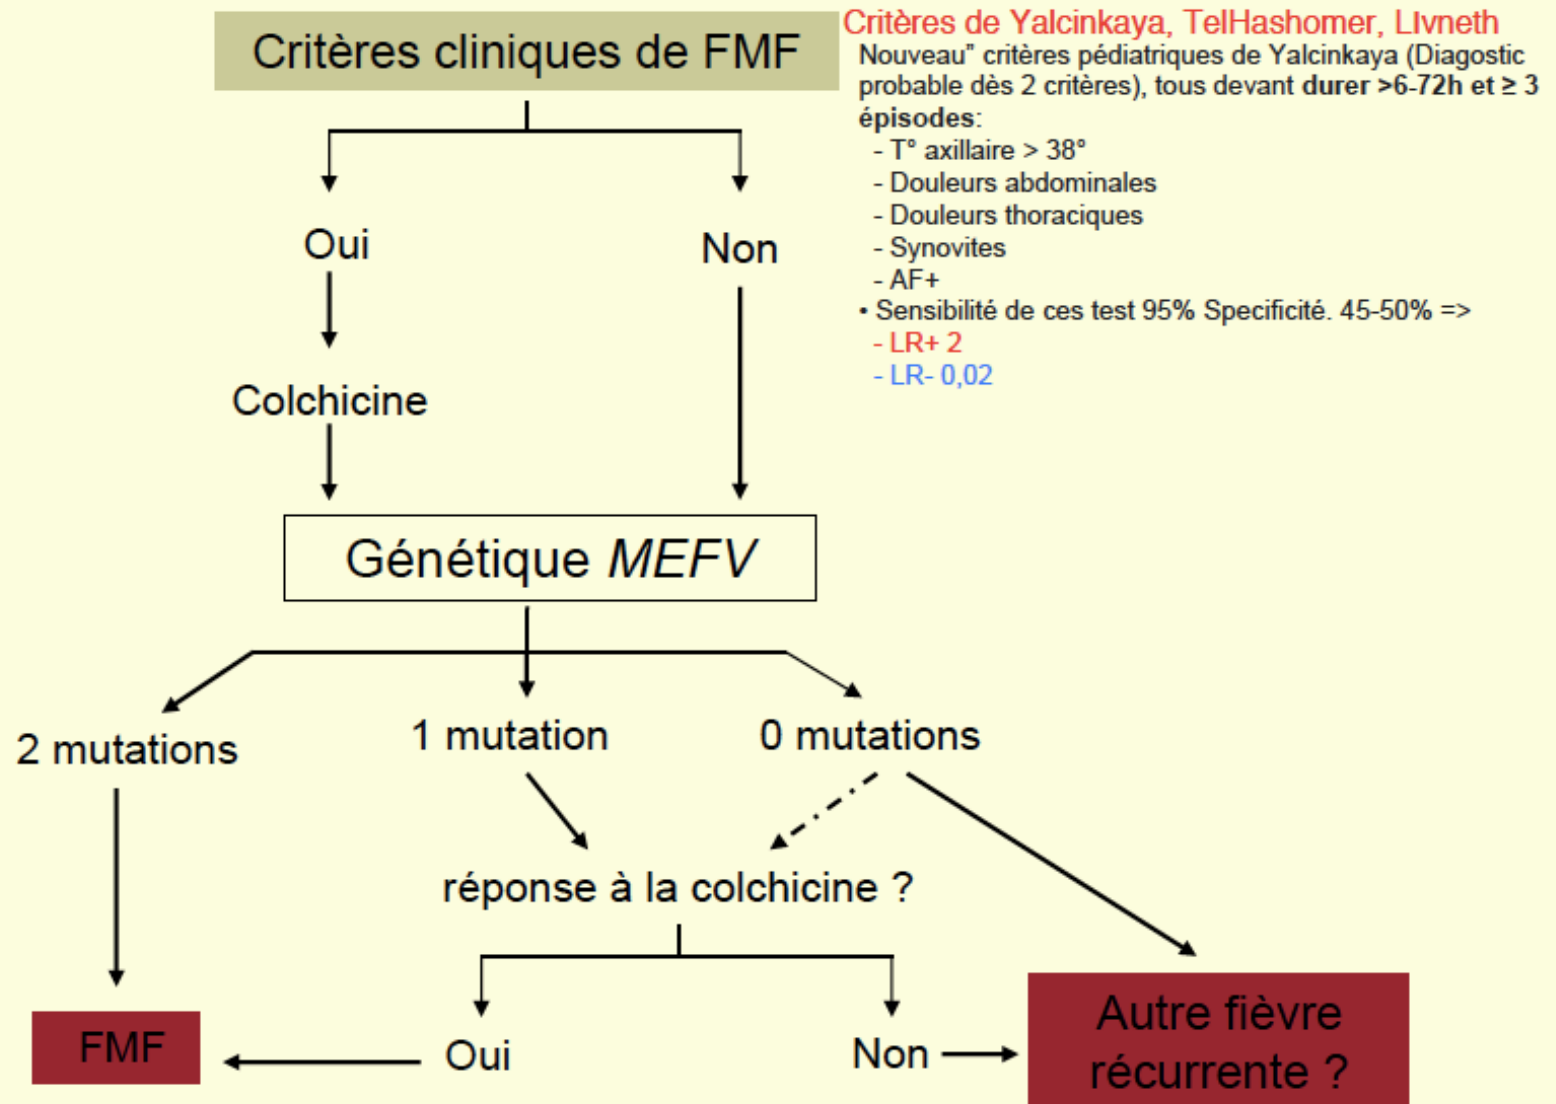 Critères cliniques de FMF
Critères de Yalcinkaya, TelHashomer, LIvneth
Nouveau" critères pédiatriques de Yalcinkaya (Diagostic
probable dès 2 critères), tous devant durer >6-72h et ≥ 3
épisodes:
- T° axillaire > 38°
- Douleurs abdominales
- Douleurs thoraciques
- Synovites
- AF+
• Sensibilité de ces test 95% Specificité. 45-50% =>
- LR+ 2
- LR- 0,02
Oui
Non
Colchicine
Génétique MEFV
2 mutations
1 mutation
0 mutations
réponse à la colchicine ?
FMF
Oui
Non
Autre fièvre
récurrente ?